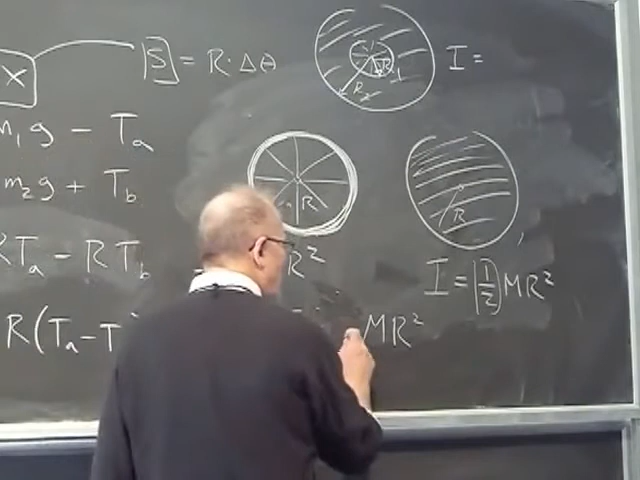 x
|S| = R·Δθ
R₂
I =
m₁g − Tₐ
m₂g + T_b
R
R
RTₐ − RT_b
R²
I = (1/2)MR²
R(Tₐ − T
MR²